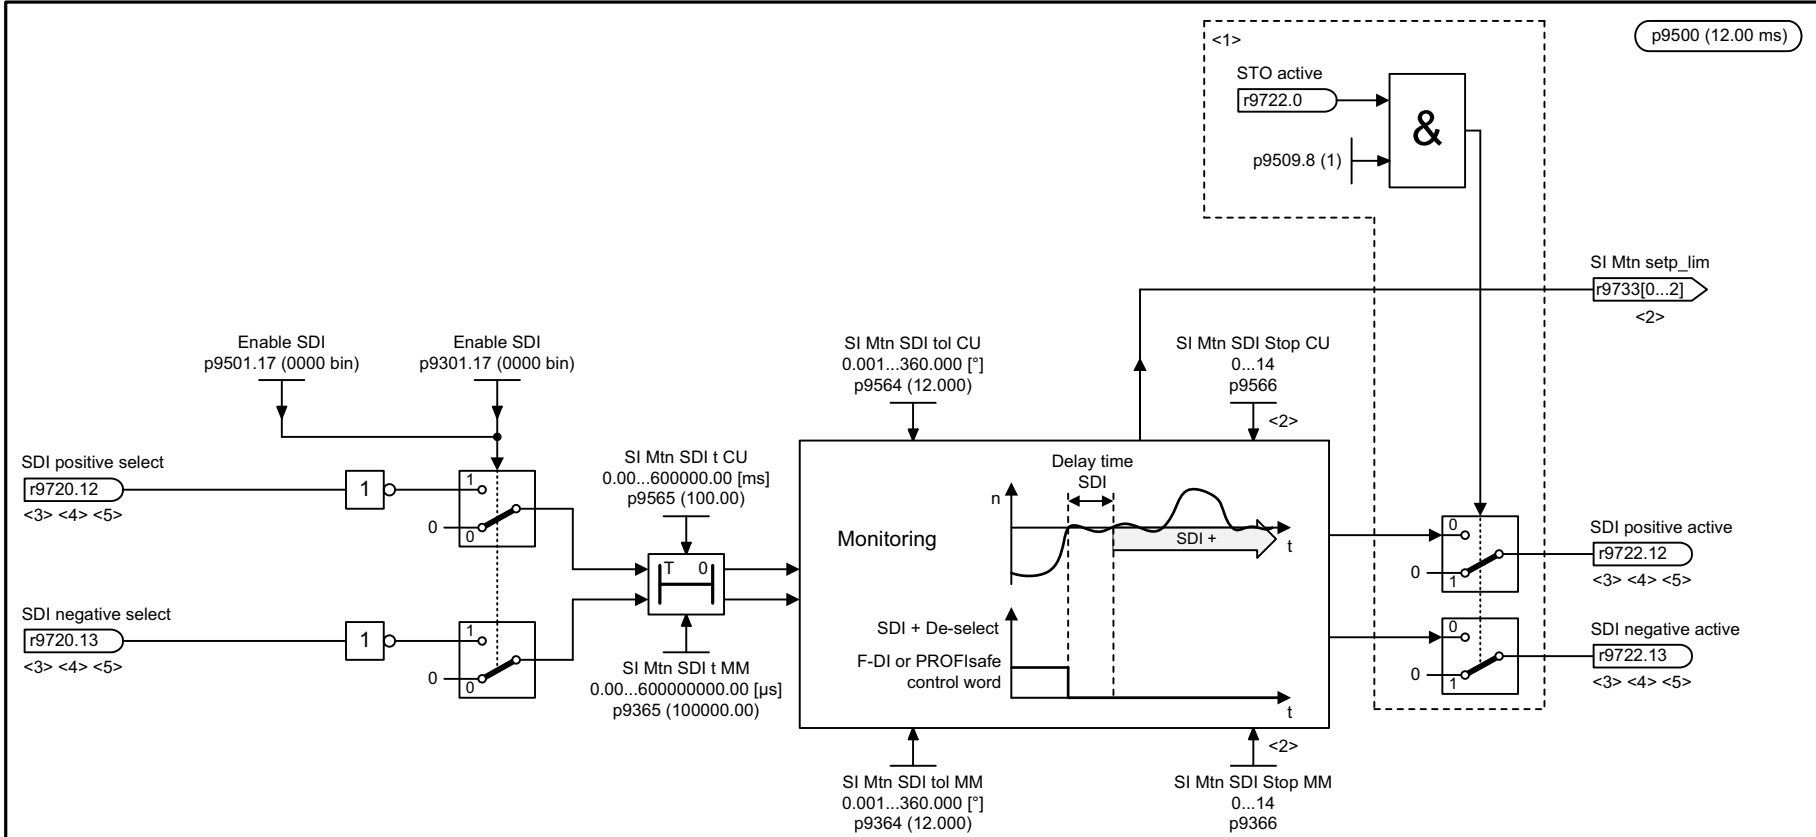 <1>
p9500 (12.00 ms)
STO active
r9722.0
&
p9509.8 (1)
SI Mtn setp_lim
r9733[0...2]
<2>
Enable SDI
p9501.17 (0000 bin)
Enable SDI
p9301.17 (0000 bin)
SI Mtn SDI tol CU
0.001...360.000 [°]
p9564 (12.000)
SI Mtn SDI Stop CU
0...14
p9566
<2>
SDI positive select
r9720.12
<3> <4> <5>
1
1
0
0
SI Mtn SDI t CU
0.00...600000.00 [ms]
p9565 (100.00)
T
0
SDI negative select
r9720.13
<3> <4> <5>
1
1
0
0
SI Mtn SDI t MM
0.00...600000000.00 [µs]
p9365 (100000.00)
Monitoring
Delay time
SDI
n
SDI +
t
SDI + De-select
F-DI or PROFIsafe
control word
t
0
0
1
SDI positive active
r9722.12
<3> <4> <5>
0
0
1
SDI negative active
r9722.13
<3> <4> <5>
SI Mtn SDI tol MM
0.001...360.000 [°]
p9364 (12.000)
<2>
SI Mtn SDI Stop MM
0...14
p9366